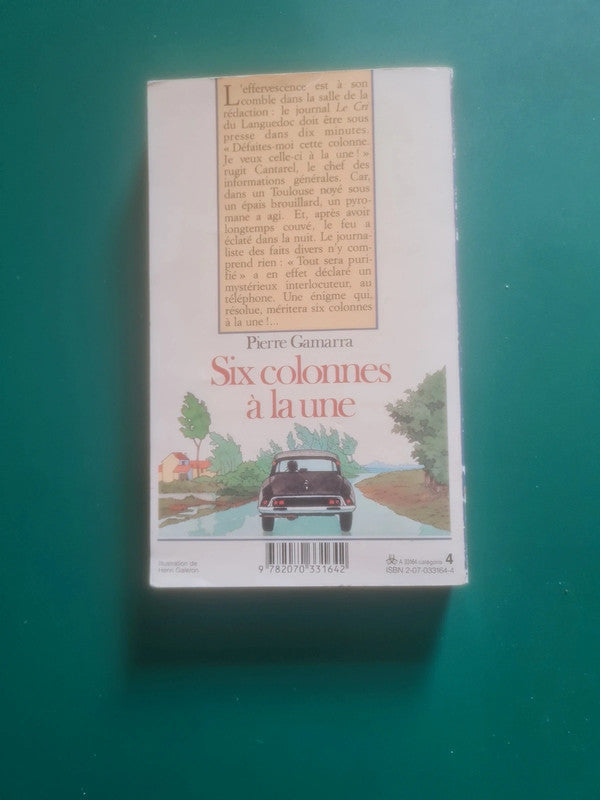 L'effervescence est à son
comble dans la salle de la
rédaction : le journal Le Cri
du Languedoc doit être sous
presse dans dix minutes.
« Défaites-moi cette colonne.
Je veux celle-ci à la une ! »
rugit Cantarel, le chef des
informations générales. Car,
dans un Toulouse noyé sous
un épais brouillard, un pyro-
mane a agi. Et, après avoir
longtemps couvé, le feu a
éclaté dans la nuit. Le journa-
liste des faits divers n'y com-
prend rien : « Tout sera puri-
fié » a en effet déclaré un
mystérieux interlocuteur, au
téléphone. Une énigme qui,
résolue, méritera six colonnes
à la une !...
Pierre Gamarra
Six colonnes
à la une
Illustration de
Henri Galeron
9 782070 331642
A 33164 catégorie 4
ISBN 2-07-033164-4